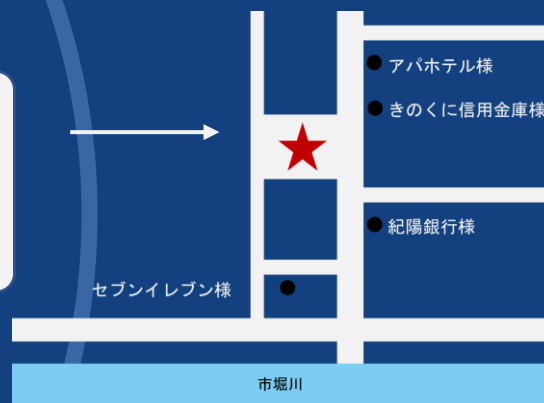 アパホテル様
きのくに信用金庫様
紀陽銀行様
セブンイレブン様
市堀川